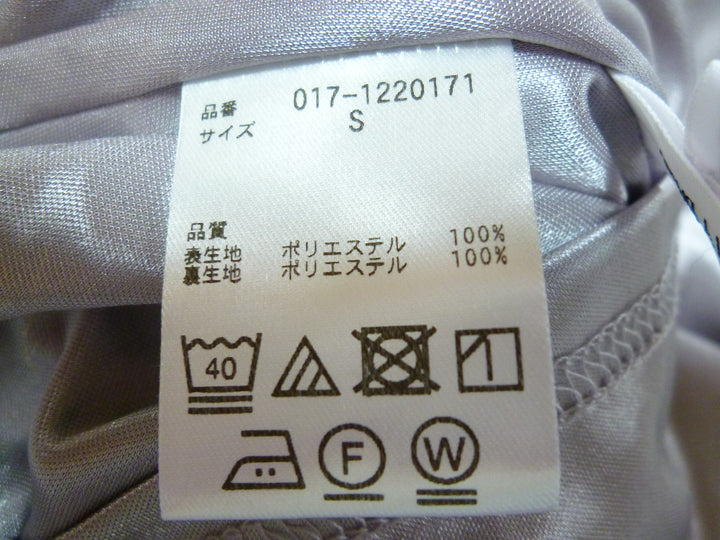 品番 017-1220171
サイズ S
品質
表生地 ポリエステル 100%
裏生地 ポリエステル 100%
40
F W